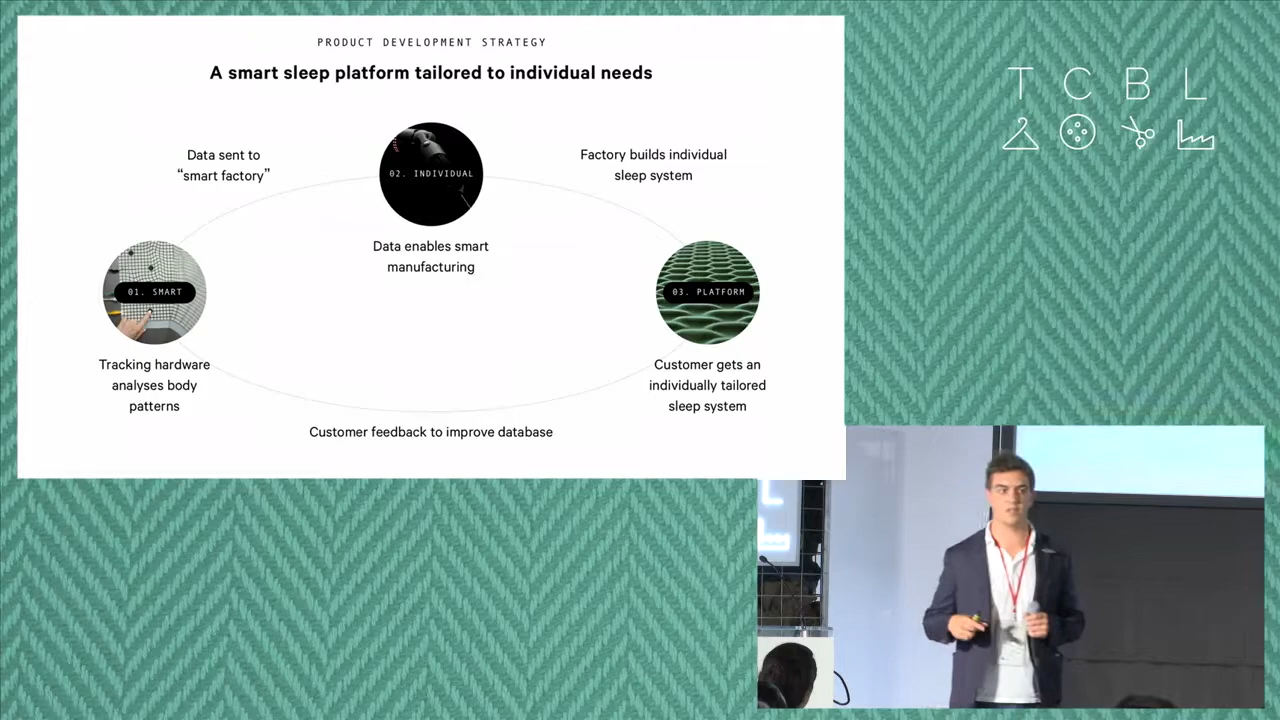 PRODUCT DEVELOPMENT STRATEGY
A smart sleep platform tailored to individual needs
Data sent to
“smart factory”
02. INDIVIDUAL
Factory builds individual
sleep system
Data enables smart
manufacturing
01. SMART
03. PLATFORM
Tracking hardware
analyses body
patterns
Customer gets an
individually tailored
sleep system
Customer feedback to improve database
T C B L